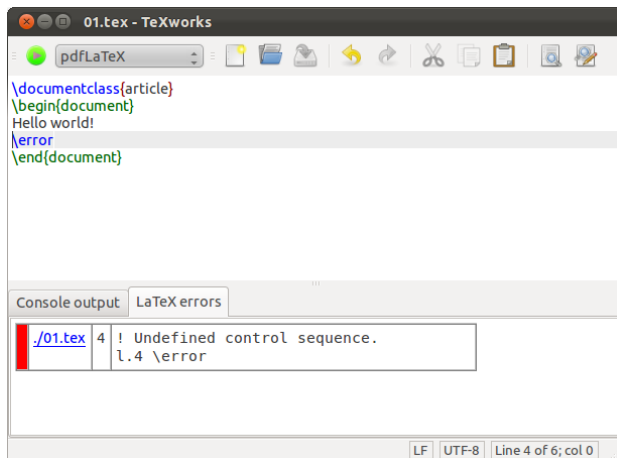 01.tex - TeXworks
pdfLaTeX
\documentclass{article}
\begin{document}
Hello world!
\error
\end{document}
Console output LaTeX errors
./01.tex 4 ! Undefined control sequence.
l.4 \error
LF UTF-8 Line 4 of 6; col 0